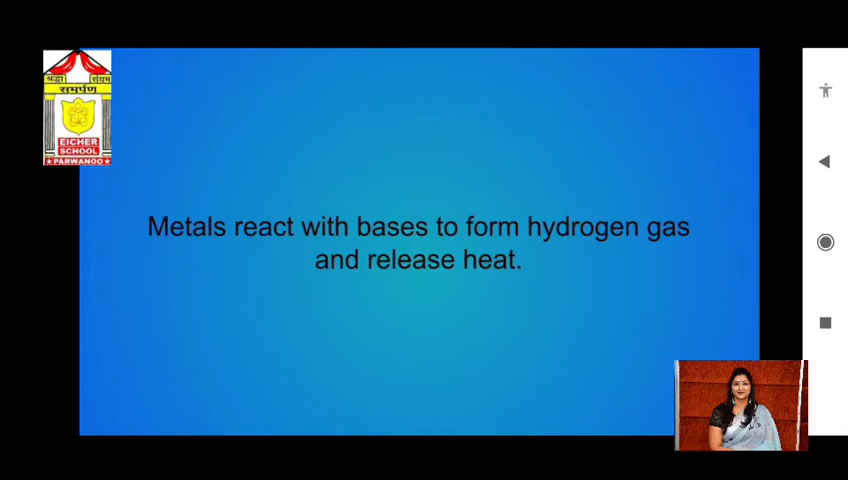 श्रद्धा संयम
समर्पण
EICHER
SCHOOL
★ PARWANOO ★
Metals react with bases to form hydrogen gas
and release heat.